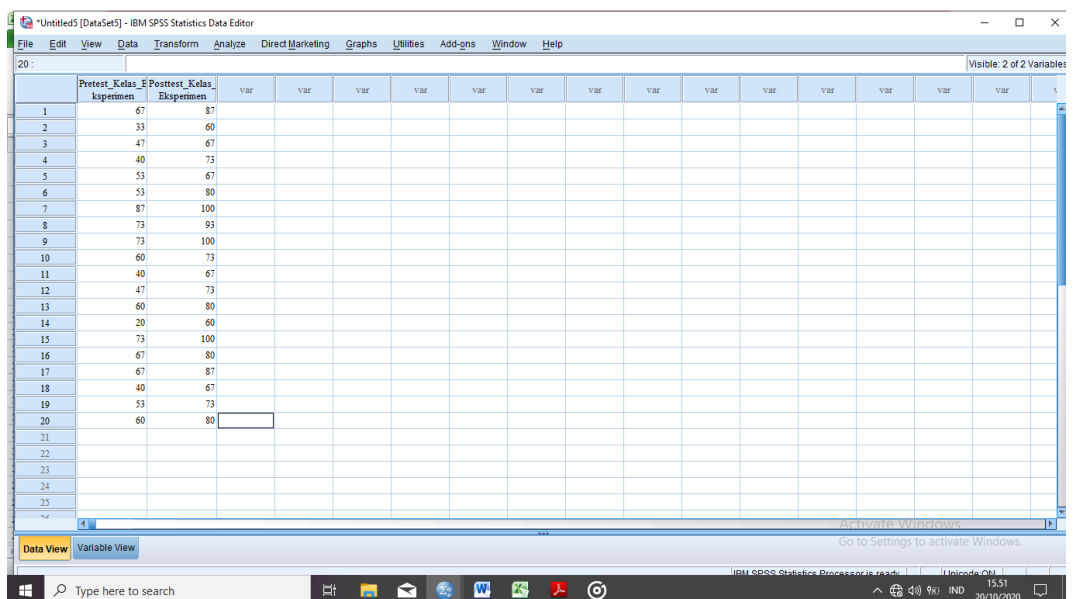 *Untitled5 [DataSet5] - IBM SPSS Statistics Data Editor
File Edit View Data Transform Analyze Direct Marketing Graphs Utilities Add-ons Window Help
20 : Visible: 2 of 2 Variables
Pretest_Kelas_E Posttest_Kelas_ var var var var var var var var var var var var var var
ksperimen Eksperimen
1 67 87
2 33 60
3 47 67
4 40 73
5 53 67
6 53 80
7 87 100
8 73 93
9 73 100
10 60 73
11 40 67
12 47 73
13 60 80
14 20 60
15 73 100
16 67 80
17 67 87
18 40 67
19 53 73
20 60 80
21
22
23
24
25
Activate Windows
Go to Settings to activate Windows.
Data View Variable View
IBM SPSS Statistics Processor is ready Unicode:ON
Type here to search IND 15.51
20/10/2020